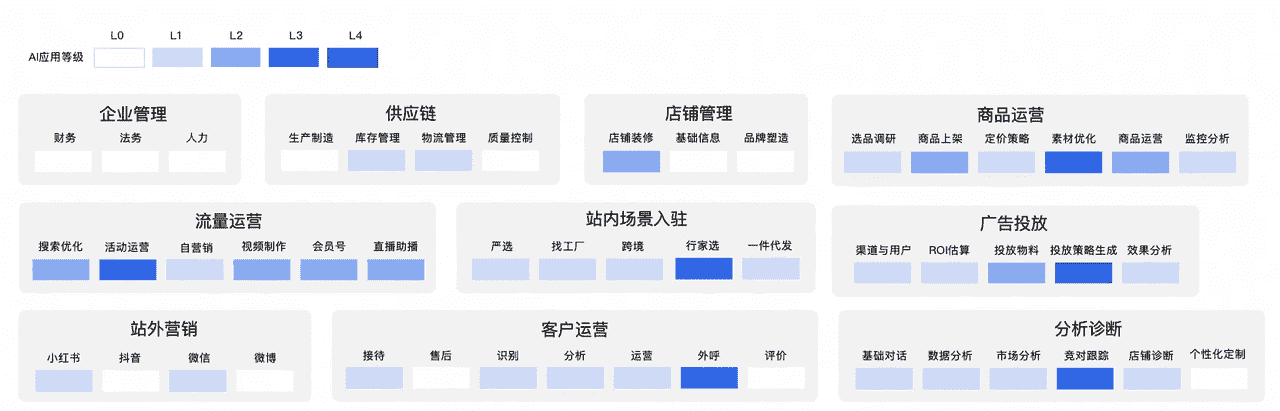 L0 L1 L2 L3 L4
AI应用等级
企业管理
财务 法务 人力
供应链
生产制造 库存管理 物流管理 质量控制
店铺管理
店铺装修 基础信息 品牌塑造
商品运营
选品调研 商品上架 定价策略 素材优化 商品运营 监控分析
流量运营
搜索优化 活动运营 自营销 视频制作 会员号 直播助播
站内场景入驻
严选 找工厂 跨境 行家选 一件代发
广告投放
渠道与用户 ROI估算 投放物料 投放策略生成 效果分析
站外营销
小红书 抖音 微信 微博
客户运营
接待 售后 识别 分析 运营 外呼 评价
分析诊断
基础对话 数据分析 市场分析 竞对跟踪 店铺诊断 个性化定制